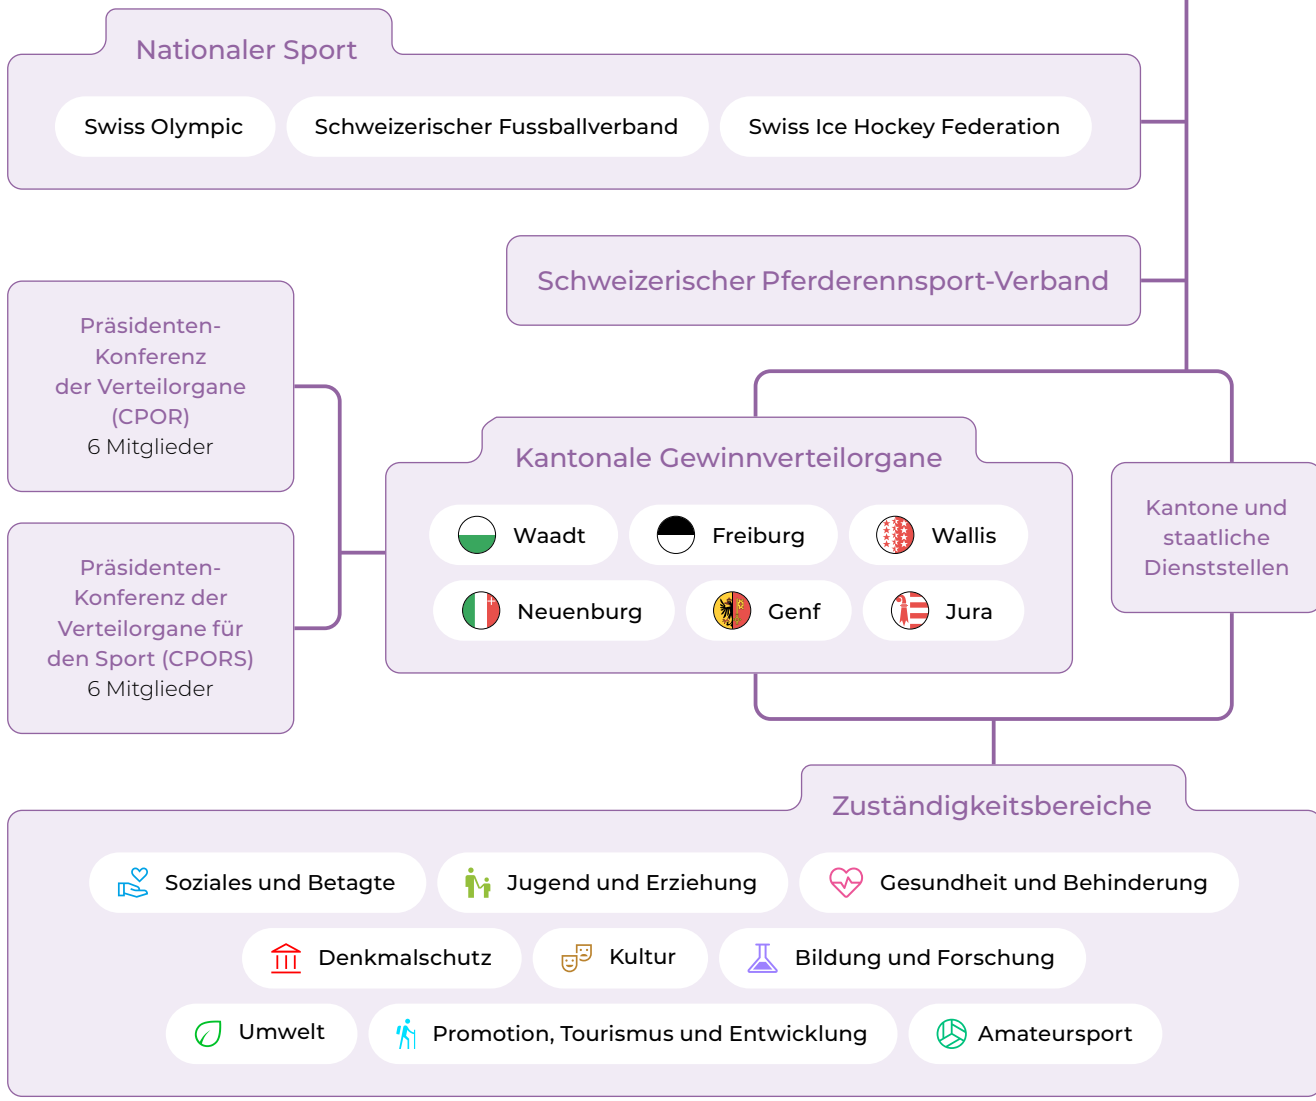 Nationaler Sport
Swiss Olympic
Schweizerischer Fussballverband
Swiss Ice Hockey Federation
Schweizerischer Pferderennsport-Verband
Präsidenten-
Konferenz
der Verteilorgane
(CPOR)
6 Mitglieder
Präsidenten-
Konferenz der
Verteilorgane für
den Sport (CPORS)
6 Mitglieder
Kantonale Gewinnverteilorgane
Waadt
Freiburg
Wallis
Neuenburg
Genf
Jura
Kantone und
staatliche
Dienststellen
Zuständigkeitsbereiche
Soziales und Betagte
Jugend und Erziehung
Gesundheit und Behinderung
Denkmalschutz
Kultur
Bildung und Forschung
Umwelt
Promotion, Tourismus und Entwicklung
Amateursport